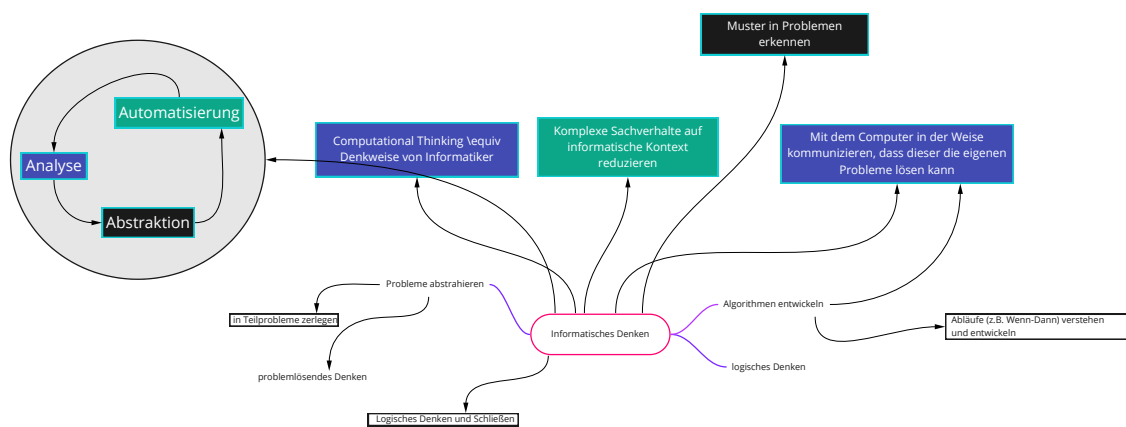 Muster in Problemen
erkennen
Automatisierung
Analyse
Abstraktion
Computational Thinking \equiv
Denkweise von Informatiker
Komplexe Sachverhalte auf
informatische Kontext
reduzieren
Mit dem Computer in der Weise
kommunizieren, dass dieser die eigenen
Probleme lösen kann
Probleme abstrahieren
in Teilprobleme zerlegen
problemlösendes Denken
Informatisches Denken
Algorithmen entwickeln
Abläufe (z.B. Wenn-Dann) verstehen
und entwickeln
logisches Denken
Logisches Denken und Schließen